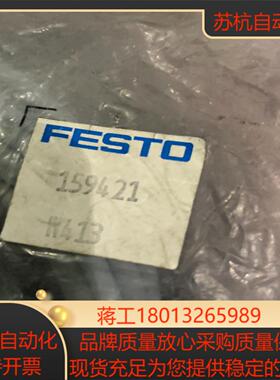 苏杭自动
FESTO
159421
N413
蒋工18013265989
自动化
品牌质量放心采购质量保
开票
现货充足为您提供稳定的